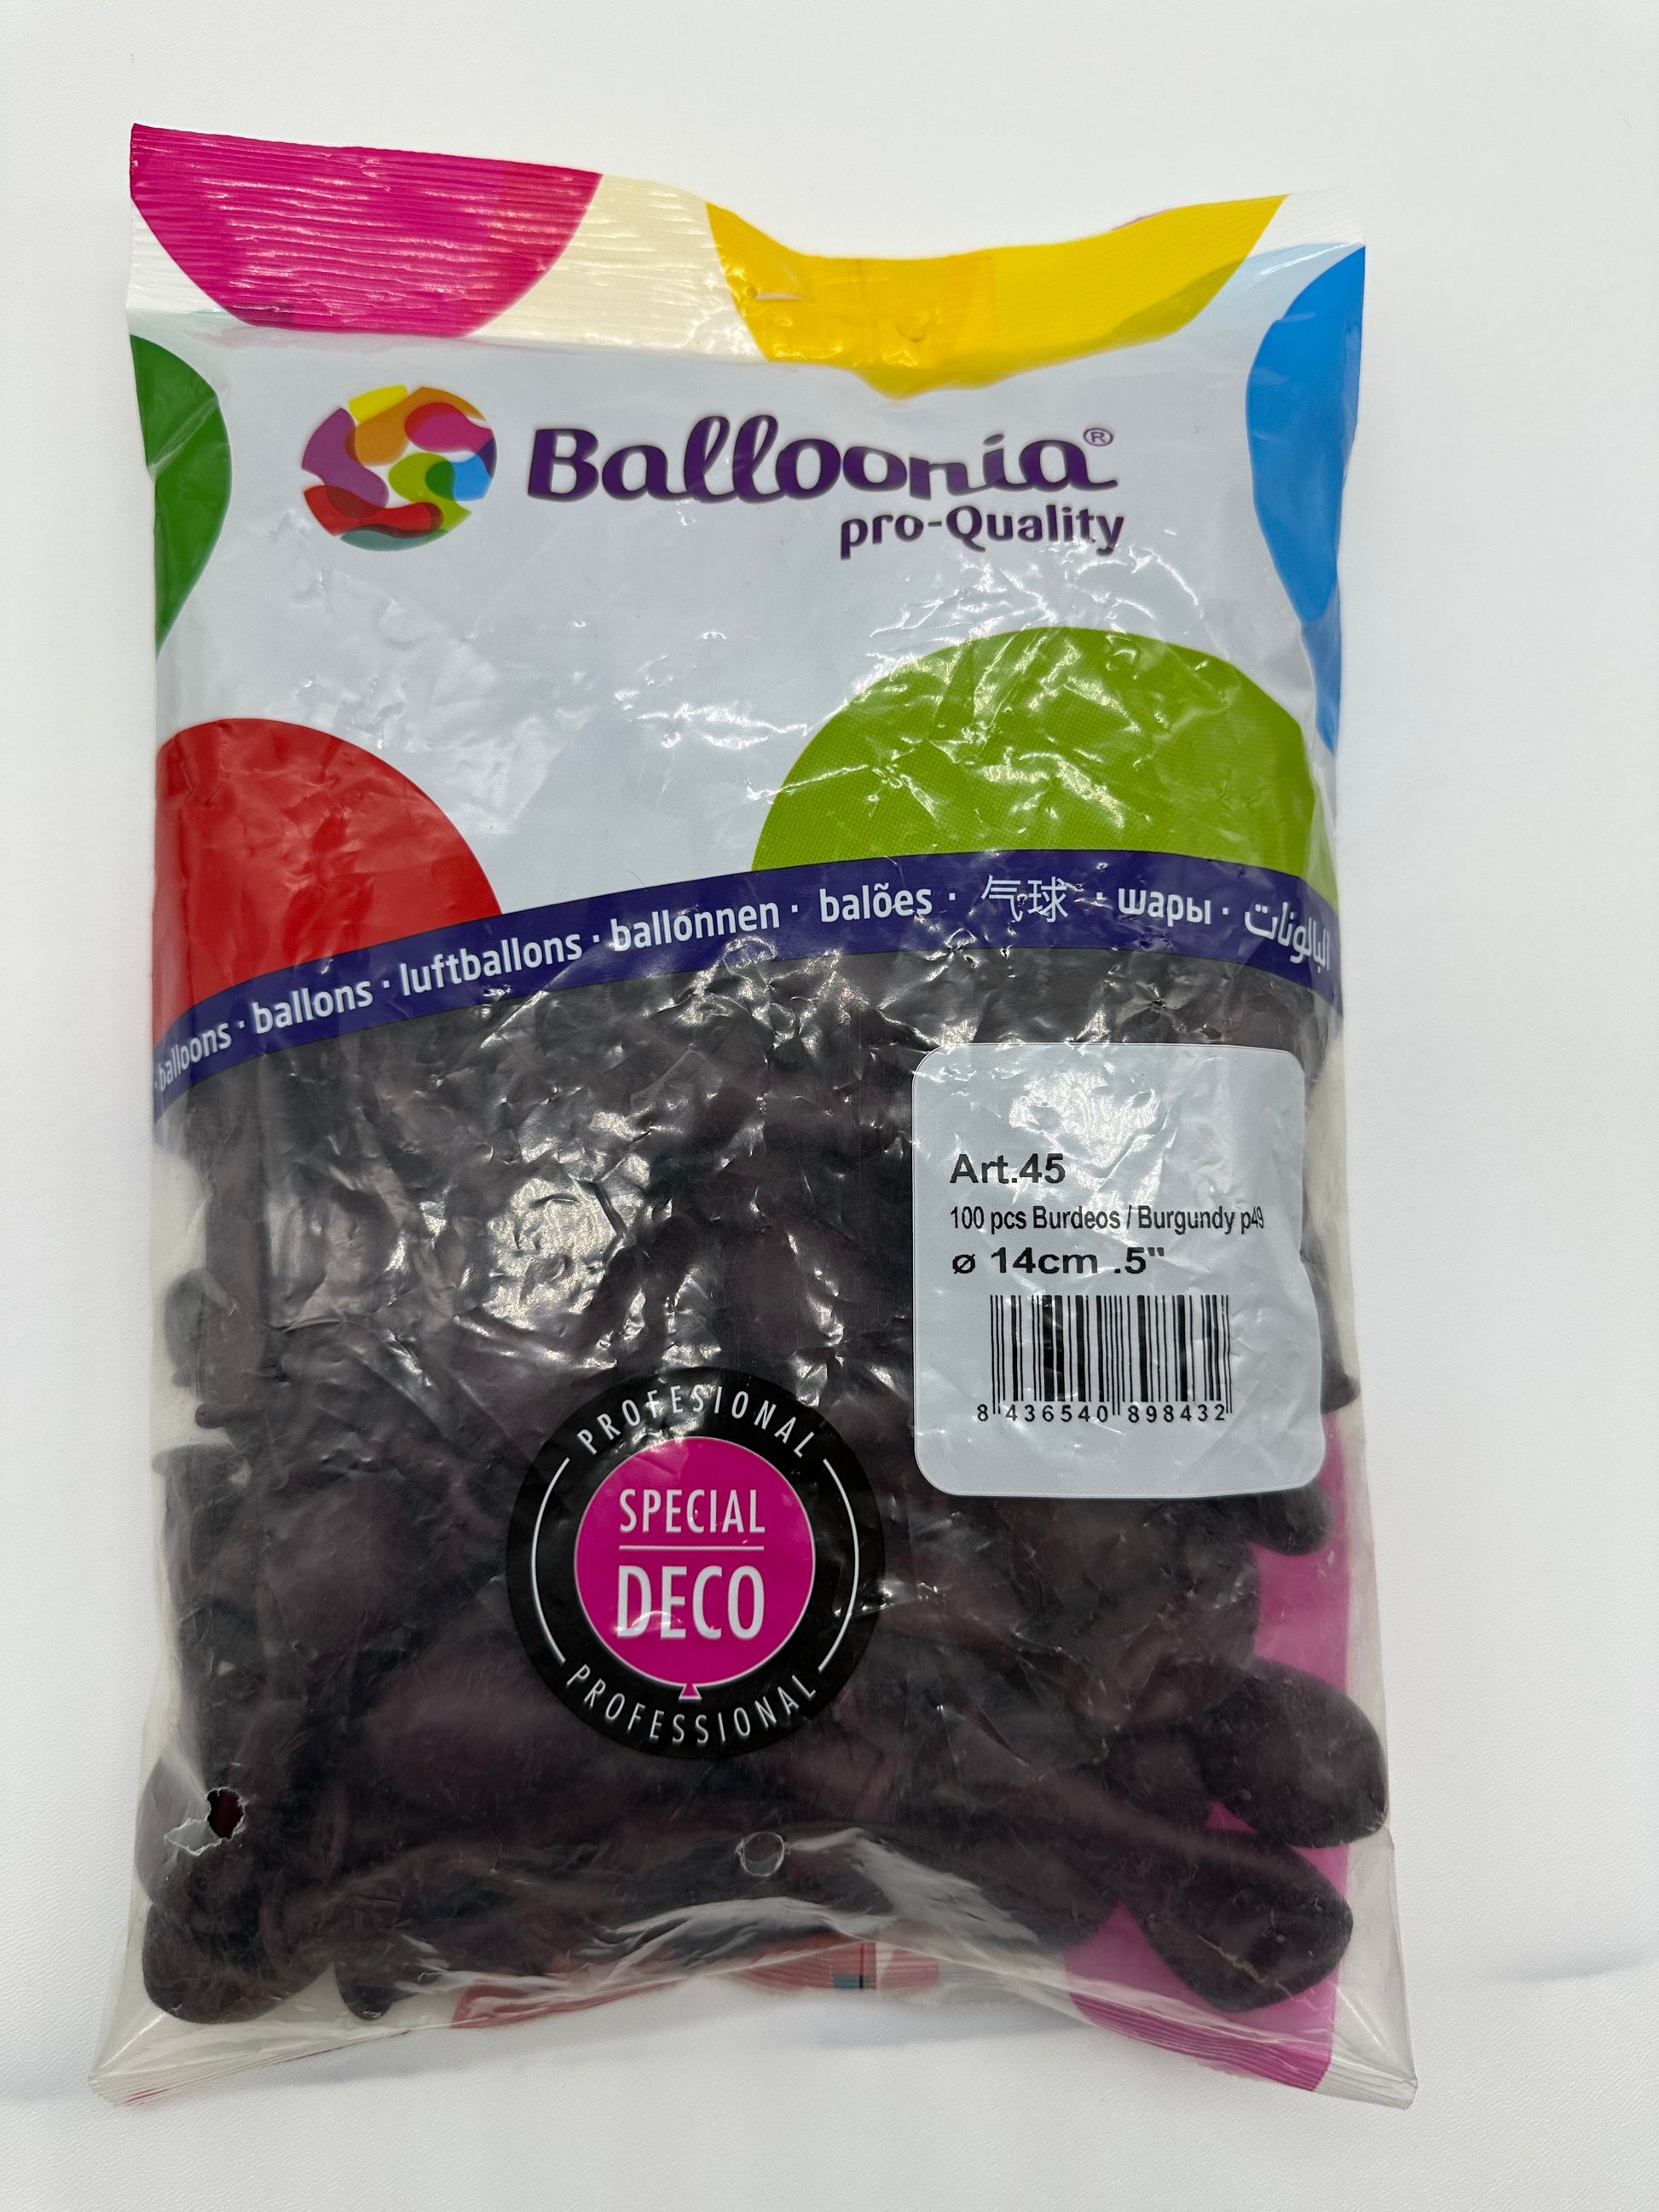 Balloonia®
pro-Quality
· balloons · ballons · luftballons · ballonnen · balões · 气球 · шары · البالونات
Art.45
100 pcs Burdeos / Burgundy p49
ø 14cm .5"
8 436540 898432
PROFESIONAL
SPECIAL
DECO
PROFESSIONAL